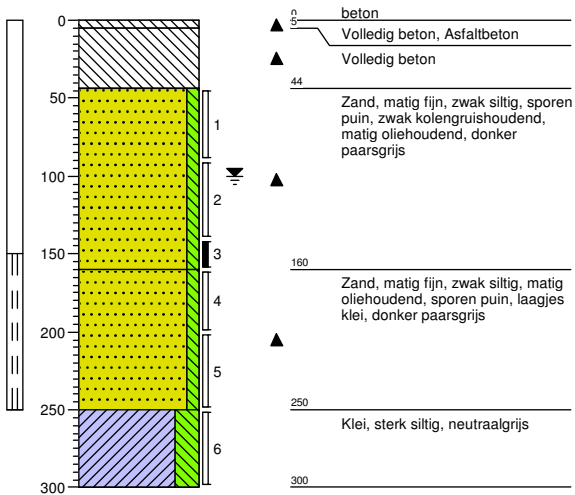 0
50
100
150
200
250
300
1
2
3
4
5
6
0
beton
5
Volledig beton, Asfaltbeton
Volledig beton
44
Zand, matig fijn, zwak siltig, sporen
puin, zwak kolengruishoudend,
matig oliehoudend, donker
paarsgrijs
160
Zand, matig fijn, zwak siltig, matig
oliehoudend, sporen puin, laagjes
klei, donker paarsgrijs
250
Klei, sterk siltig, neutraalgrijs
300